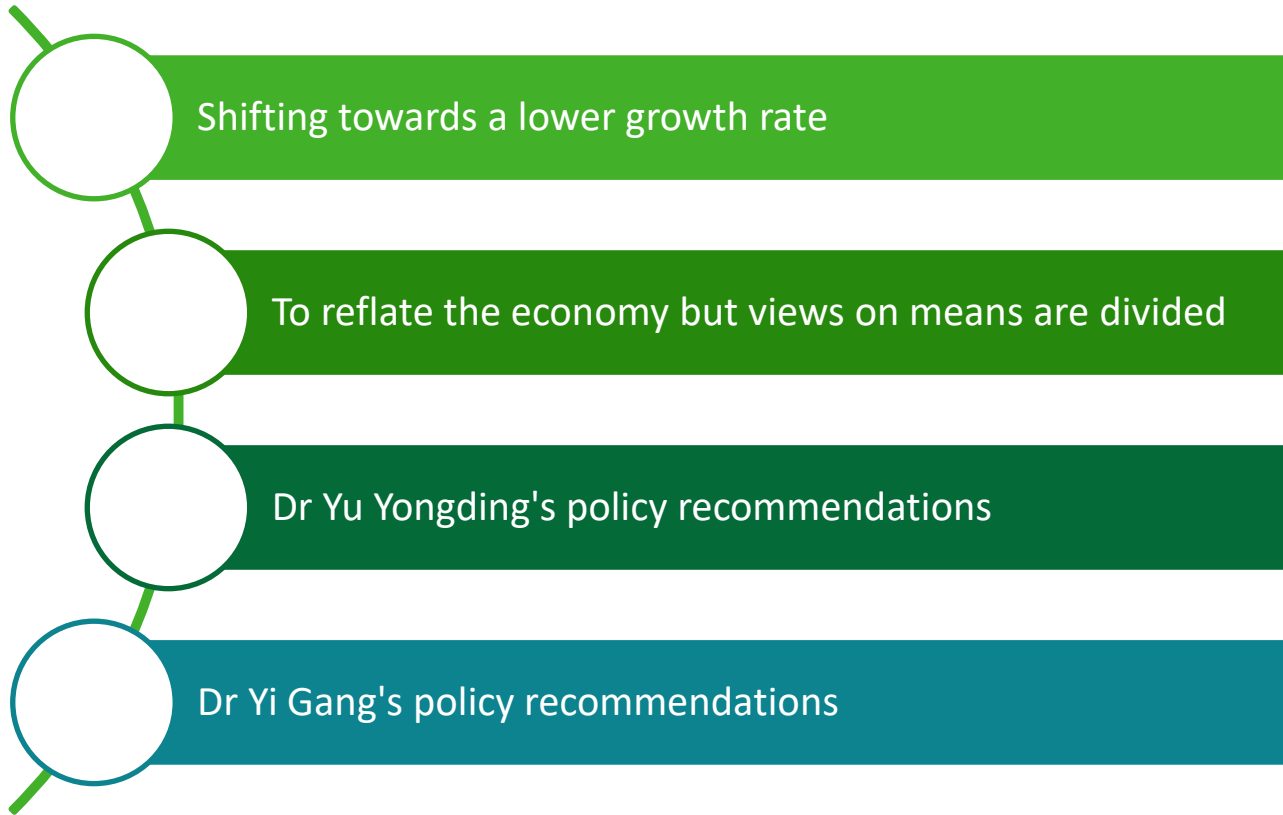 Shifting towards a lower growth rate
To reflate the economy but views on means are divided
Dr Yu Yongding's policy recommendations
Dr Yi Gang's policy recommendations